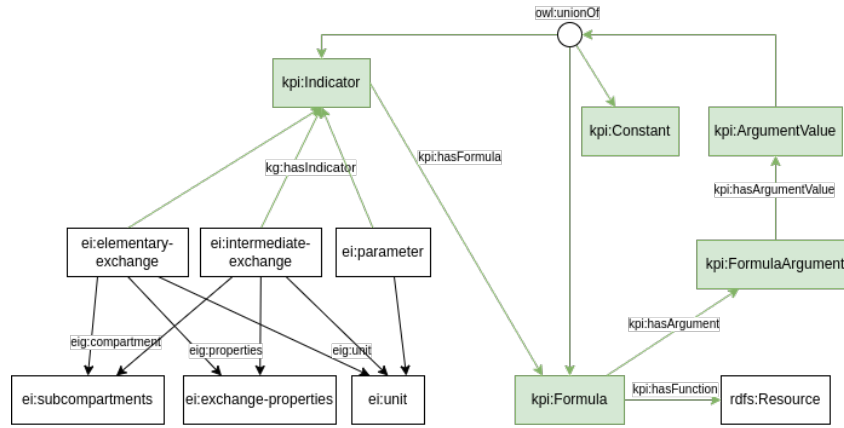 owl:unionOf
kpi:Indicator
kpi:Constant
kpi:ArgumentValue
kpi:hasFormula
kg:hasIndicator
kpi:hasArgumentValue
ei:elementary-
exchange
ei:intermediate-
exchange
ei:parameter
kpi:FormulaArgument
kpi:hasArgument
eig:compartment
eig:properties
eig:unit
kpi:hasFunction
ei:subcompartments
ei:exchange-properties
ei:unit
kpi:Formula
rdfs:Resource